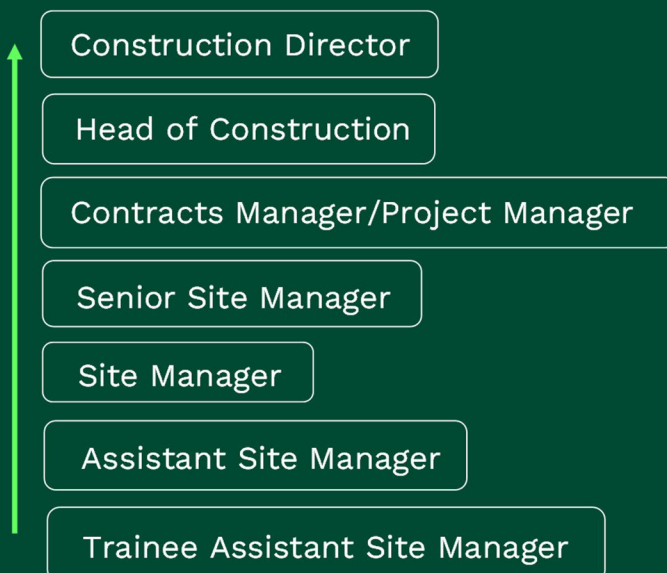 Construction Director
Head of Construction
Contracts Manager/Project Manager
Senior Site Manager
Site Manager
Assistant Site Manager
Trainee Assistant Site Manager